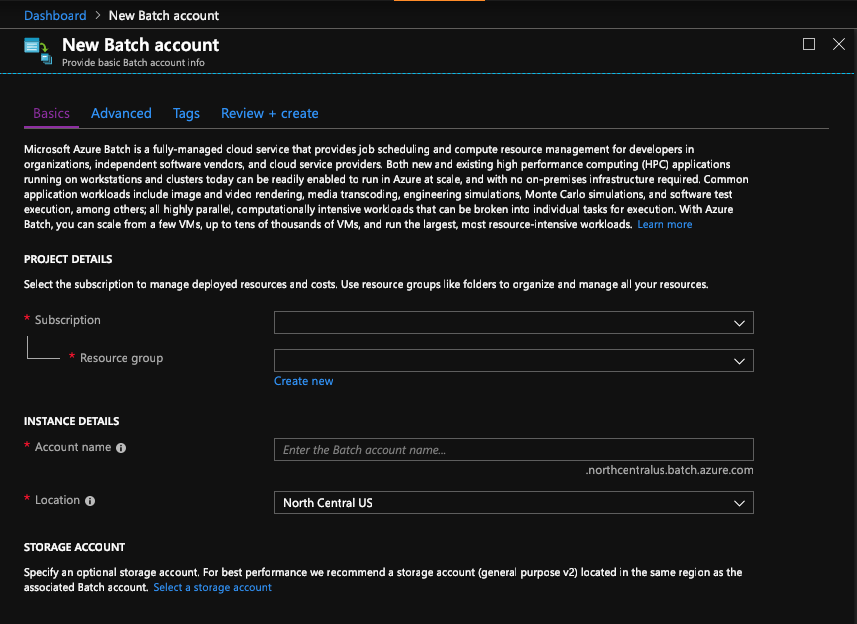 Dashboard > New Batch account
New Batch account
Provide basic Batch account info
Basics Advanced Tags Review + create
Microsoft Azure Batch is a fully-managed cloud service that provides job scheduling and compute resource management for developers in
organizations, independent software vendors, and cloud service providers. Both new and existing high performance computing (HPC) applications
running on workstations and clusters today can be readily enabled to run in Azure at scale, and with no on-premises infrastructure required. Common
application workloads include image and video rendering, media transcoding, engineering simulations, Monte Carlo simulations, and software test
execution, among others; all highly parallel, computationally intensive workloads that can be broken into individual tasks for execution. With Azure
Batch, you can scale from a few VMs, up to tens of thousands of VMs, and run the largest, most resource-intensive workloads. Learn more
PROJECT DETAILS
Select the subscription to manage deployed resources and costs. Use resource groups like folders to organize and manage all your resources.
* Subscription
* Resource group
Create new
INSTANCE DETAILS
* Account name
Enter the Batch account name...
.northcentralus.batch.azure.com
* Location
North Central US
STORAGE ACCOUNT
Specify an optional storage account. For best performance we recommend a storage account (general purpose v2) located in the same region as the
associated Batch account. Select a storage account